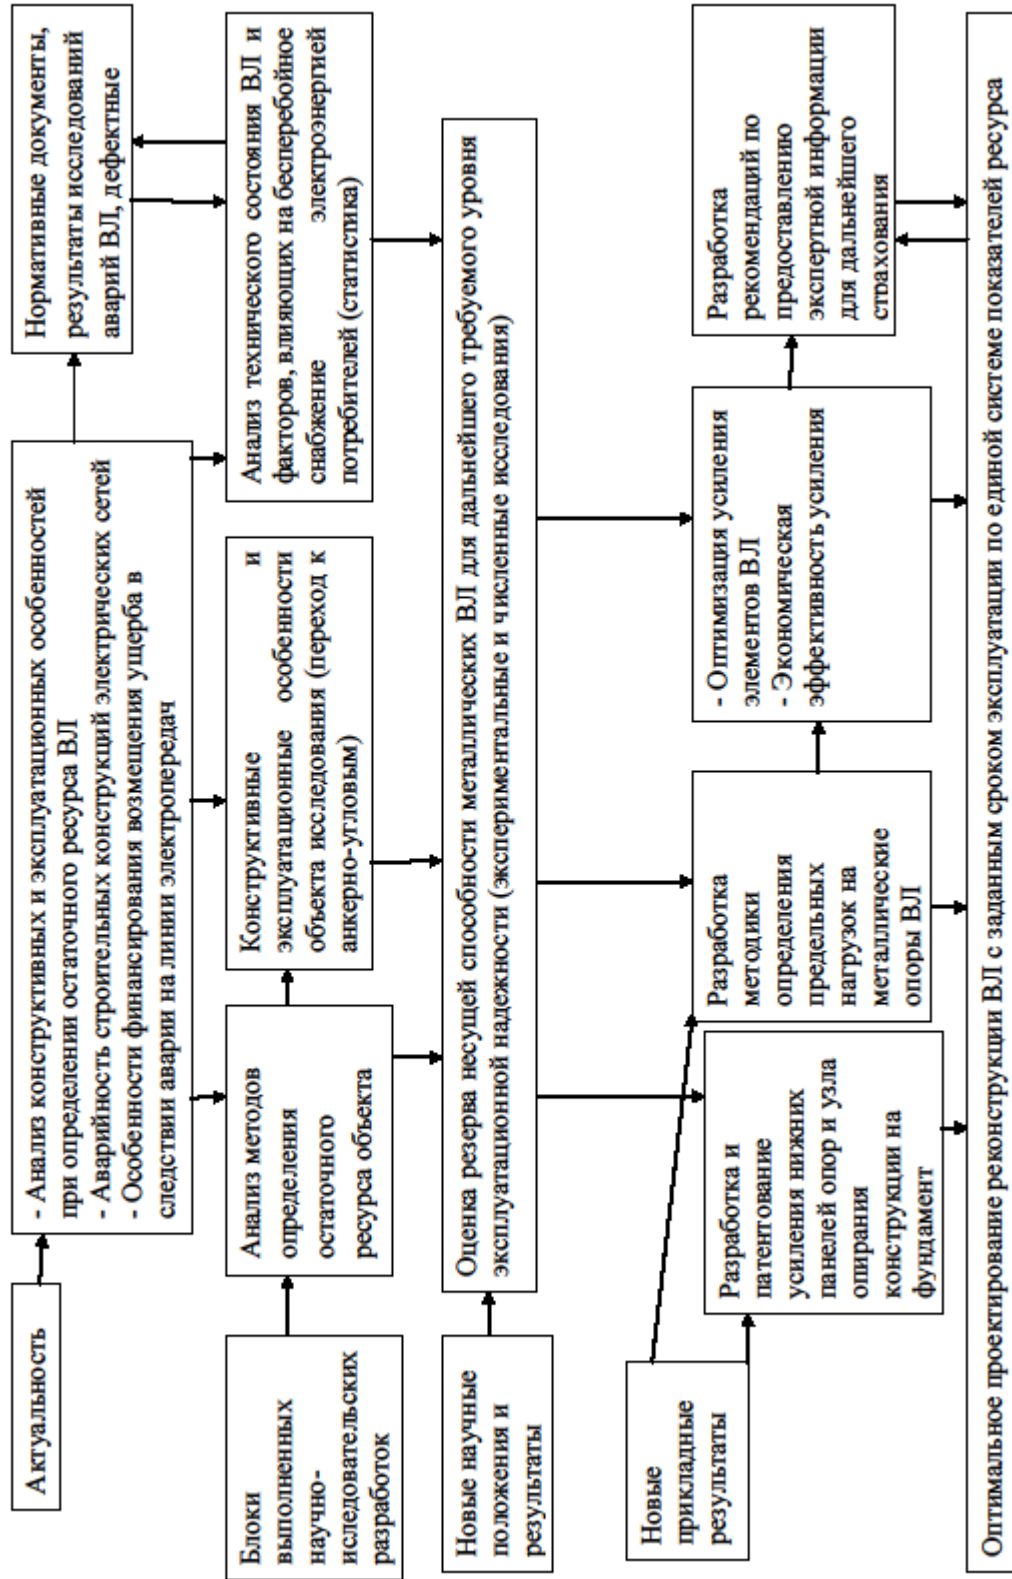 Актуальность
- Анализ конструктивных и эксплуатационных особенностей
при определении остаточного ресурса ВЛ
- Аварийность строительных конструкций электрических сетей
- Особенности финансирования возмещения ущерба в
следствии аварии на линии электропередач
Нормативные документы,
результаты исследований
аварий ВЛ, дефектные
Блоки
выполненных
научно-
иследовательских
разработок
Анализ методов
определения
остаточного
ресурса объекта
Конструктивные и
эксплуатационные особенности
объекта исследования (переход к
анкерно-угловым)
Анализ технического состояния ВЛ и
факторов, влияющих на бесперебойное
снабжение электроэнергией
потребителей (статистика)
Новые научные
положения и
результаты
Оценка резерва несущей способности металлических ВЛ для дальнейшего требуемого уровня
эксплуатационной надежности (экспериментальные и численные исследования)
Новые
прикладные
результаты
Разработка и
патентование
усиления нижних
панелей опор и узла
опирания
конструкции на
фундамент
Разработка
методики
определения
предельных
нагрузок на
металлические
опоры ВЛ
- Оптимизация усиления
элементов ВЛ
- Экономическая
эффективность усиления
Разработка
рекомендаций по
предоставлению
экспертной информации
для дальнейшего
страхования
Оптимальное проектирование реконструкции ВЛ с заданным сроком эксплуатации по единой системе показателей ресурса